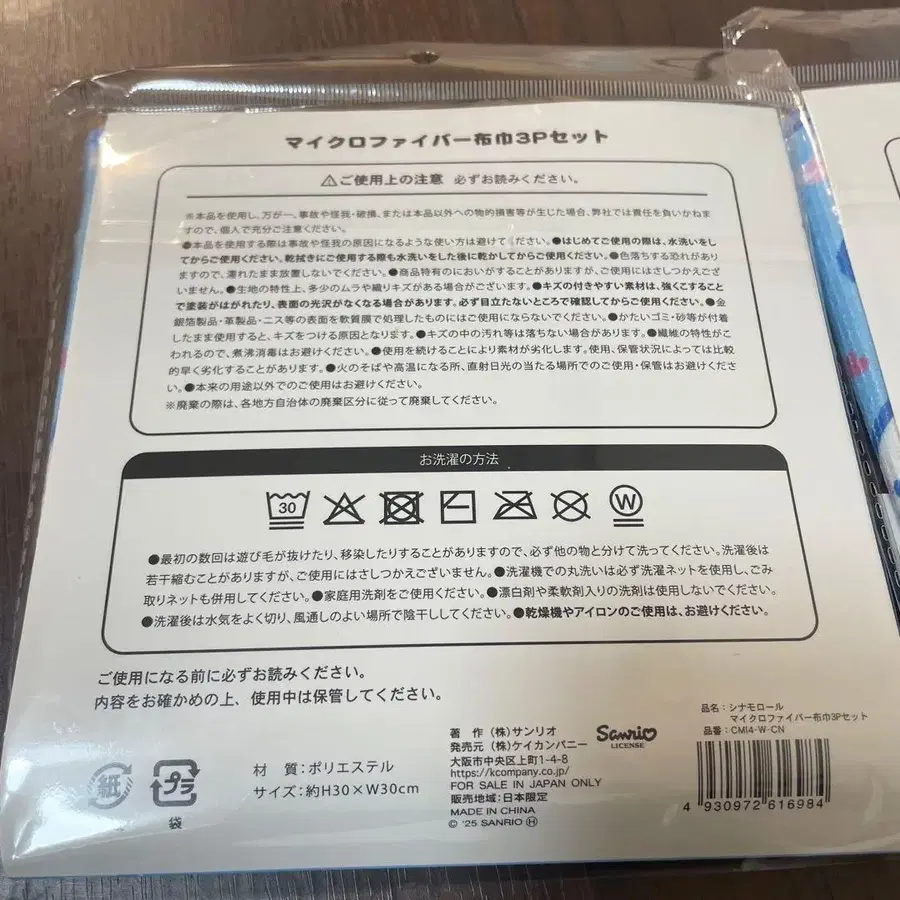 マイクロファイバー布巾3Pセット
⚠ご使用上の注意 必ずお読みください。
※本品を使用し、万が一、事故や怪我・破損、または本品以外への物的損害等が生じた場合、弊社では責任を負いかねま
すので、個人で充分ご注意ください。
●本品を使用する際は事故や怪我の原因になるような使い方は避けてください。●はじめてご使用の際は、水洗いをし
てからご使用ください。乾拭きにご使用する際も水洗いをした後に乾かしてからご使用ください。●色落ちする恐れがあり
ますので、濡れたまま放置しないでください。●商品特有のにおいがすることがありますが、ご使用にはさしつかえござ
いません。●生地の特性上、多少のムラや織りキズがある場合がございます。●キズの付きやすい素材は、強くこすること
で塗装がはがれたり、表面の光沢がなくなる場合があります。必ず目立たないところで確認してからご使用ください。●金
銀箔製品・革製品・ニス等の表面を軟質膜で処理したものにはご使用にならないでください。●かたいゴミ・砂等が付着
したまま使用すると、キズをつける原因となります。●キズの中の汚れ等は落ちない場合があります。●繊維の特性がこ
われるので、煮沸消毒はお避けください。●使用を続けることにより素材が劣化します。使用、保管状況によっては比較
的早く劣化することがあります。●火のそばや高温になる所、直射日光の当たる場所でのご使用・保管はお避けくださ
い。●本来の用途以外でのご使用はお避けください。
※廃棄の際は、各地方自治体の廃棄区分に従って廃棄してください。
お洗濯の方法
30 W
●最初の数回は遊び毛が抜けたり、移染したりすることがありますので、必ず他の物と分けて洗ってください。洗濯後は
若干縮むことがありますが、ご使用にはさしつかえございません。●洗濯機での丸洗いは必ず洗濯ネットを使用し、ごみ
取りネットも併用してください。●家庭用洗剤をご使用ください。●漂白剤や柔軟剤入りの洗剤は使用しないでください。
●洗濯後は水気をよく切り、風通しのよい場所で陰干ししてください。●乾燥機やアイロンのご使用は、お避けください。
ご使用になる前に必ずお読みください。
内容をお確かめの上、使用中は保管してください。
紙
プラ
袋
材 質：ポリエステル
サイズ：約H30×W30cm
著 作 （株）サンリオ
発売元 （株）ケイカンパニー
大阪市中央区上町1-4-8
https://kcompany.co.jp/
FOR SALE IN JAPAN ONLY
販売地域：日本限定
MADE IN CHINA
© '25 SANRIO Ⓗ
Sanrio
LICENSE
品名：シナモロール
マイクロファイバー布巾3Pセット
品番：CMI4-W-CN
4 930972 616984